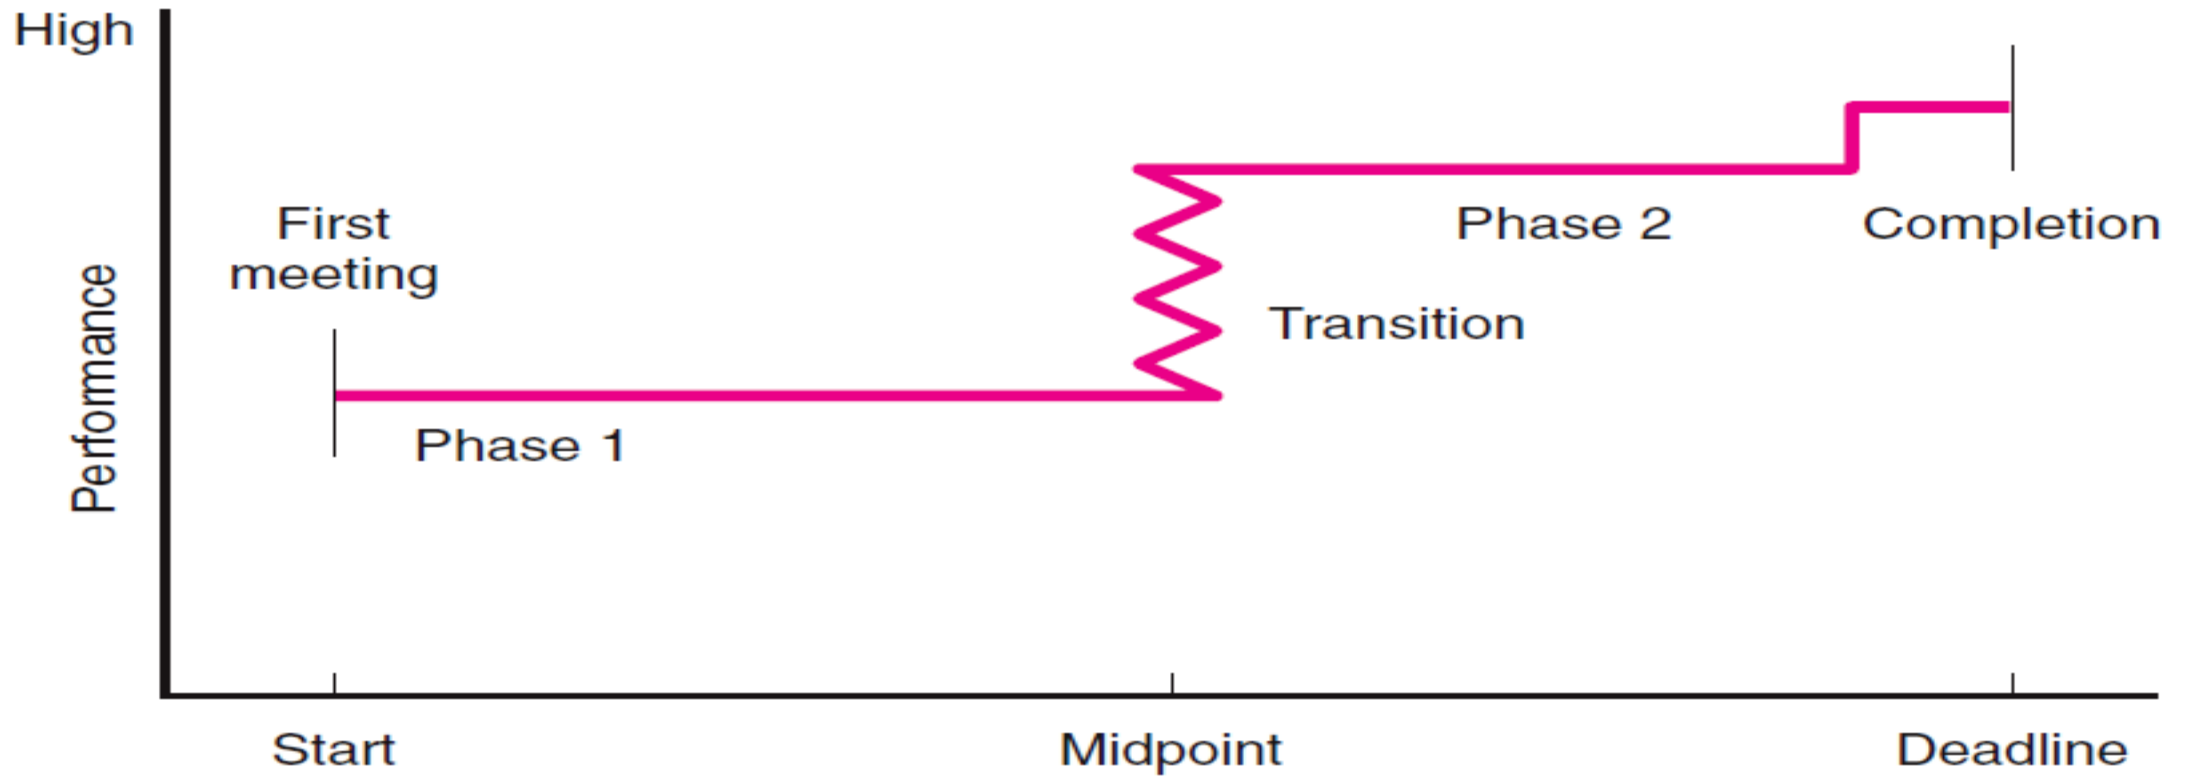 High
First
meeting
Performance
Phase 1
Transition
Phase 2
Completion
Start
Midpoint
Deadline